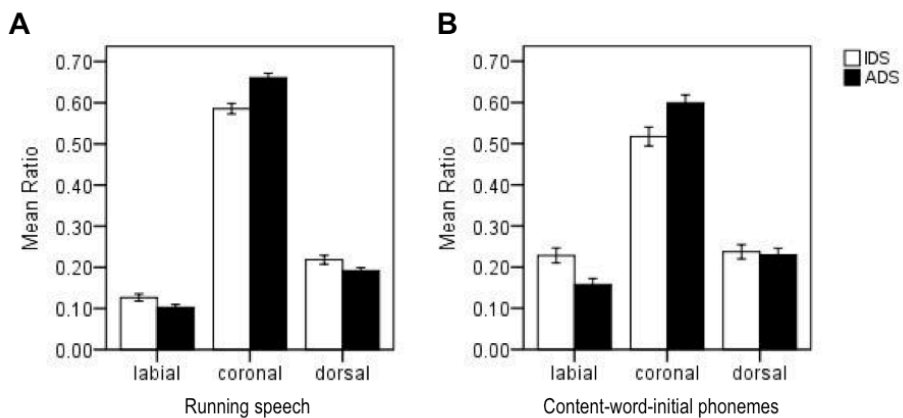 A
B
IDS
ADS
Mean Ratio
0.70
0.60
0.50
0.40
0.30
0.20
0.10
0.00
labial coronal dorsal
Running speech
Mean Ratio
0.70
0.60
0.50
0.40
0.30
0.20
0.10
0.00
labial coronal dorsal
Content-word-initial phonemes